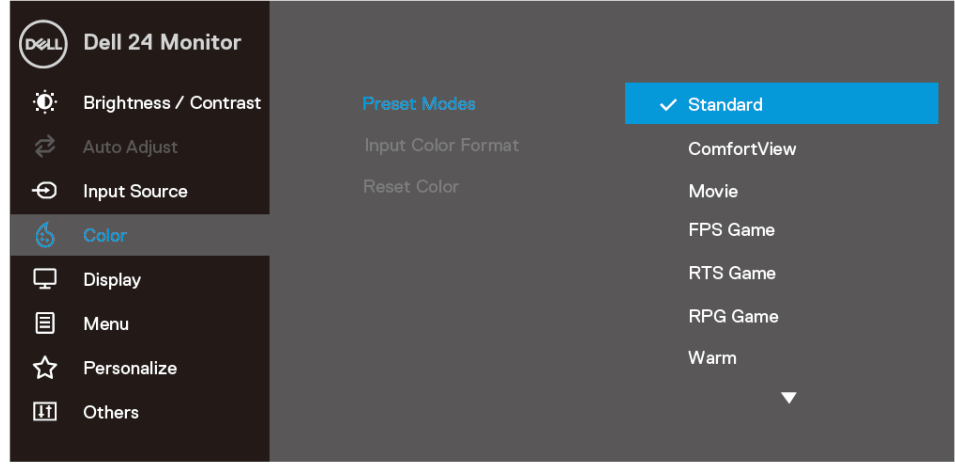 DELL
Dell 24 Monitor
Brightness / Contrast
Auto Adjust
Input Source
Color
Display
Menu
Personalize
Others
Preset Modes
Input Color Format
Reset Color
Standard
ComfortView
Movie
FPS Game
RTS Game
RPG Game
Warm